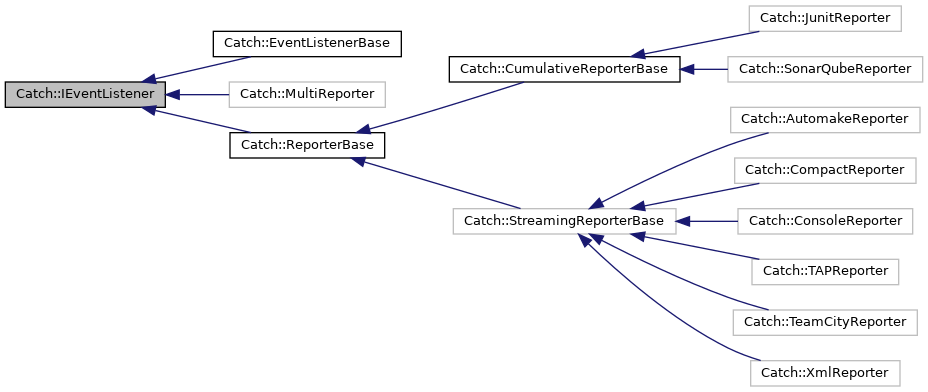 Catch::JunitReporter
Catch::EventListenerBase
Catch::CumulativeReporterBase
Catch::SonarQubeReporter
Catch::IEventListener
Catch::MultiReporter
Catch::AutomakeReporter
Catch::ReporterBase
Catch::CompactReporter
Catch::StreamingReporterBase
Catch::ConsoleReporter
Catch::TAPReporter
Catch::TeamCityReporter
Catch::XmlReporter